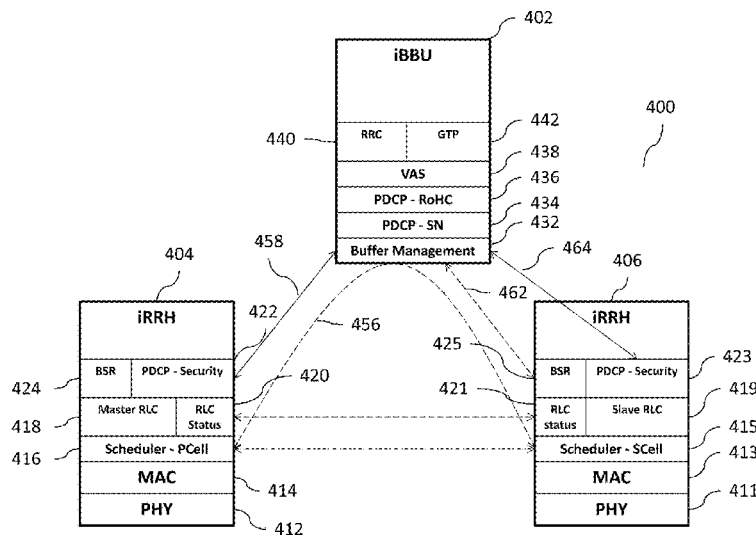 402
iBBU
400
440
RRC
GTP
442
VAS
438
PDCP - RoHC
436
PDCP - SN
434
432
Buffer Management
458
464
404
406
462
456
iRRH
422
iRRH
425
423
424
BSR
PDCP - Security
BSR
PDCP - Security
420
421
419
418
Master RLC
RLC Status
RLC status
Slave RLC
415
416
Scheduler - PCell
Scheduler - SCell
413
MAC
414
MAC
411
PHY
412
PHY